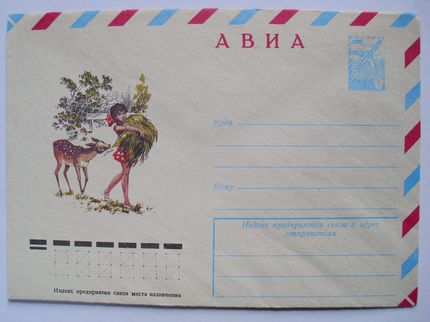 АВИА
Куда
Кому
Индекс предприятия связи и адрес
отправителя
Индекс предприятия связи места назначения